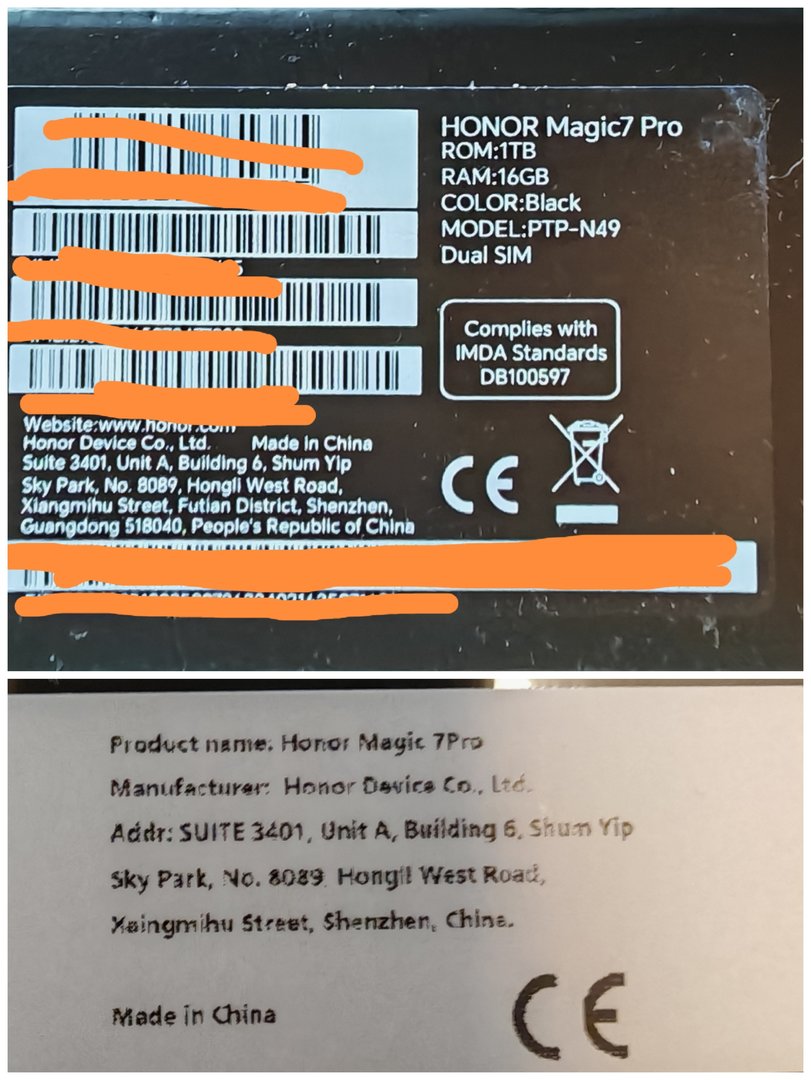 HONOR Magic7 Pro
ROM:1TB
RAM:16GB
COLOR:Black
MODEL:PTP-N49
Dual SIM
Complies with
IMDA Standards
DB100597
Website:www.honor.com
Honor Device Co., Ltd. Made in China
Suite 3401, Unit A, Building 6, Shum Yip
Sky Park, No. 8089, Hongli West Road,
Xiangmihu Street, Futian District, Shenzhen,
Guangdong 518040, People's Republic of China
CE
Product name: Honor Magic 7Pro
Manufacturer: Honor Device Co., Ltd.
Addr: SUITE 3401, Unit A, Building 6, Shum Yip
Sky Park, No. 8089 Hongli West Road,
Xaingmihu Street, Shenzhen, China.
Made in China
CE